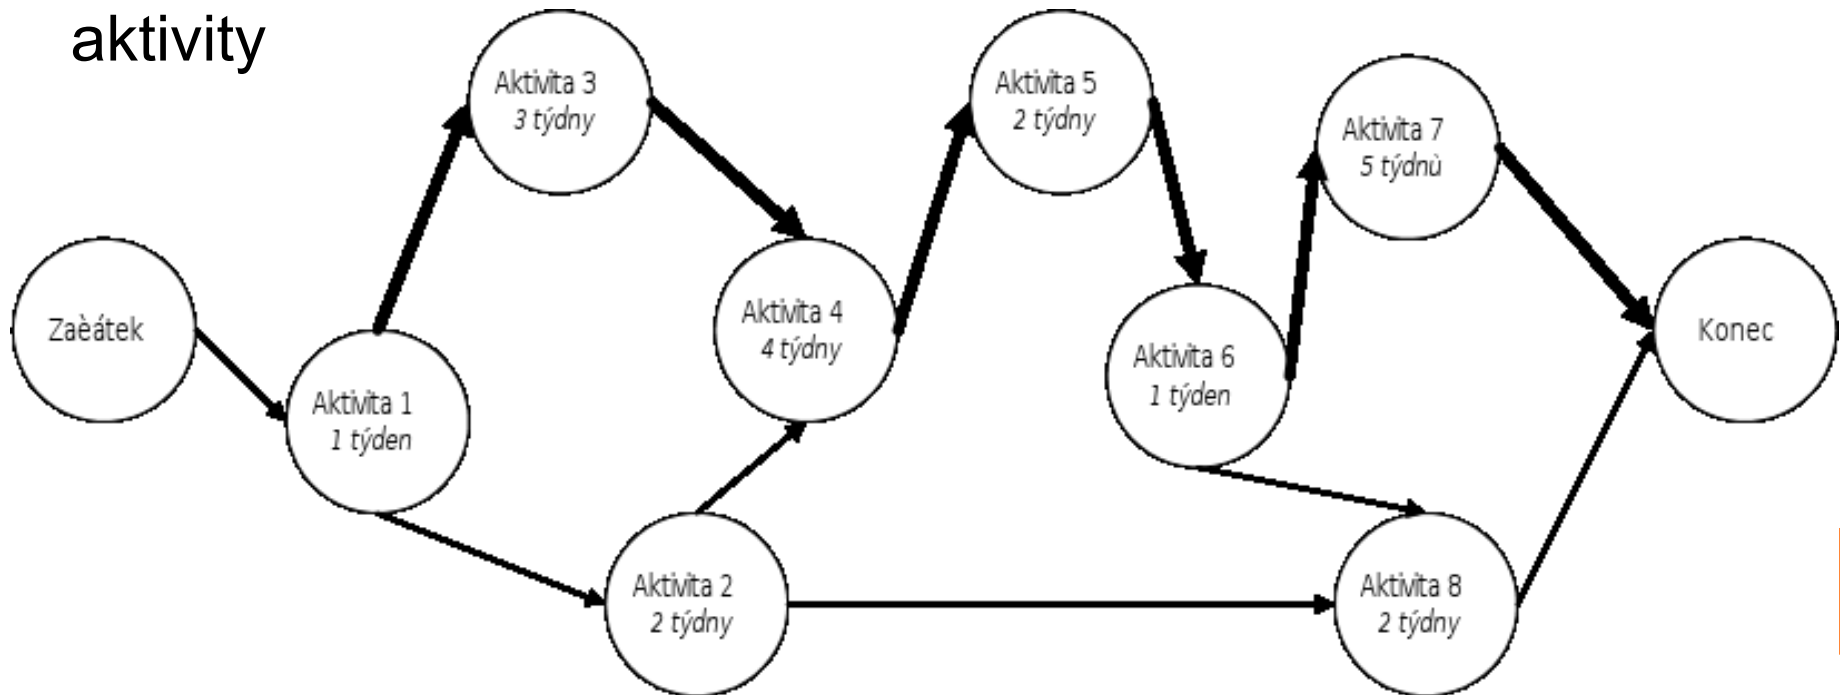 aktivity
Aktivita 3
3 týdny
Aktivita 5
2 týdny
Aktivita 7
5 týdnù
Zaèátek
Aktivita 4
4 týdny
Konec
Aktivita 6
1 týden
Aktivita 1
1 týden
Aktivita 2
2 týdny
Aktivita 8
2 týdny